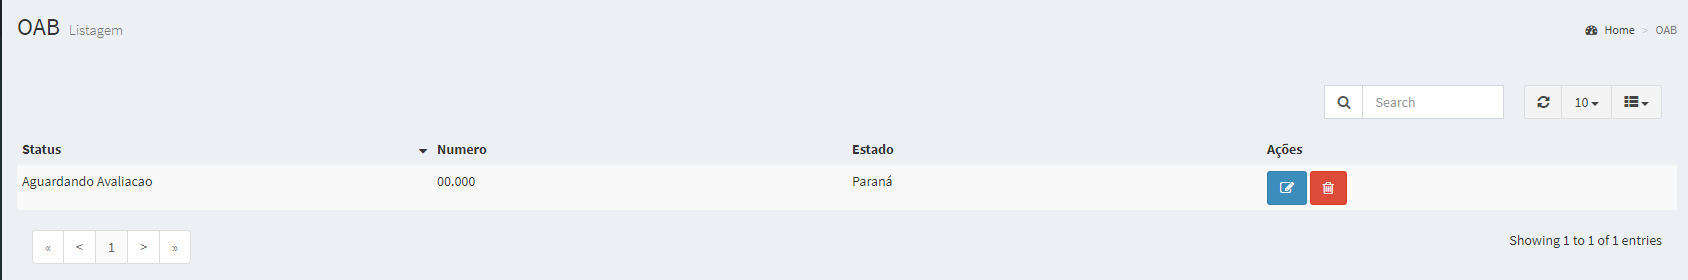 OAB Listagem
Home > OAB
Search
10
Status Numero Estado Ações
Aguardando Avaliacao 00.000 Paraná
« < 1 > »
Showing 1 to 1 of 1 entries